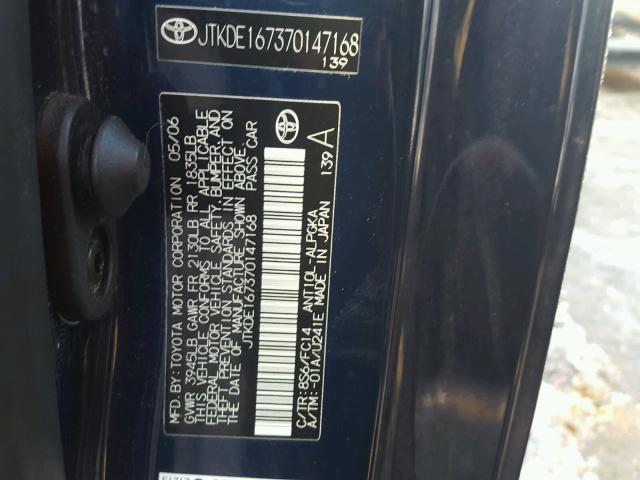 JTKDE167370147168
139
MFD.BY:TOYOTA MOTOR CORPORATION 05/06
GVWR 3945LB GAWR FR 2130LB RR 1835LB
THIS VEHICLE CONFORMS TO ALL APPLICABLE
FEDERAL MOTOR VEHICLE SAFETY, BUMPER, AND
THEFT PREVENTION STANDARDS IN EFFECT ON
THE DATE OF MANUFACTURE SHOWN ABOVE.
JTKDE167370147168 PASS CAR
C/TR:8S6/FC14 ANT10L-ALPGKA
A/TM:-01A/U241E MADE IN JAPAN
139 A